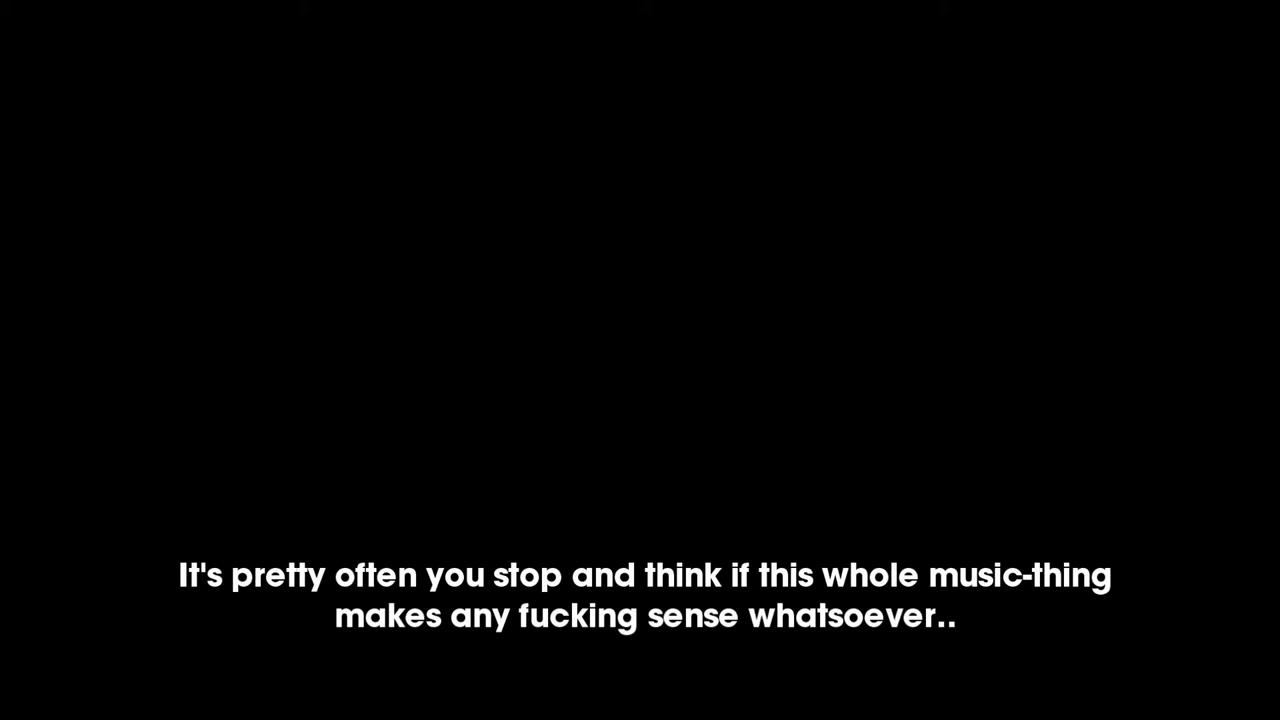 It's pretty often you stop and think if this whole music-thing
makes any fucking sense whatsoever..